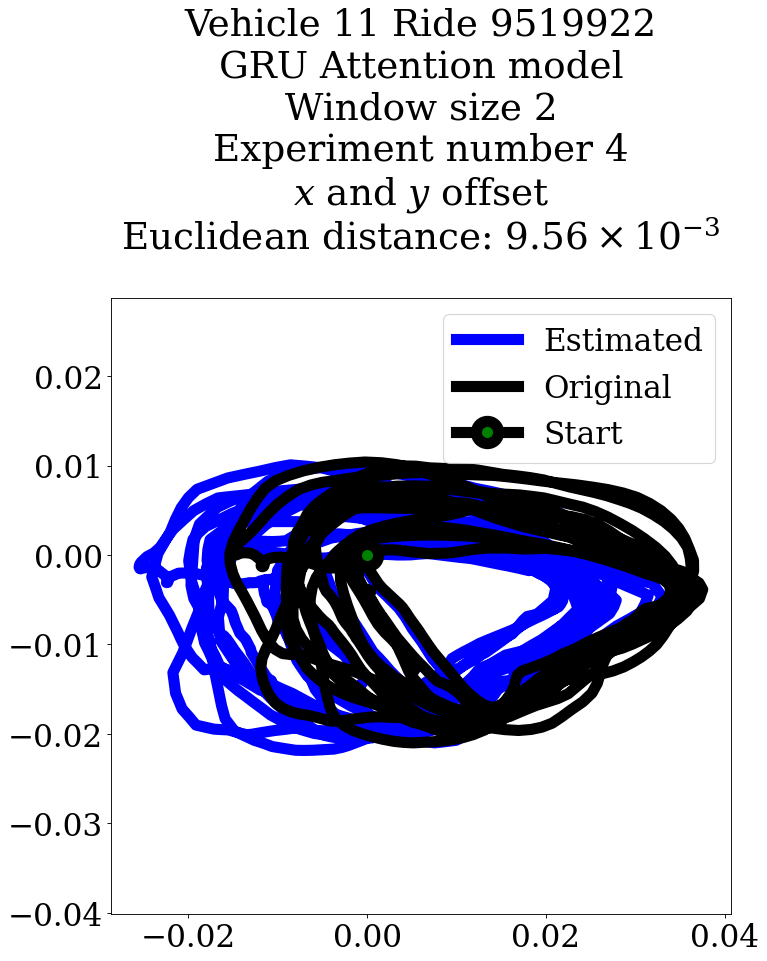 Vehicle 11 Ride 9519922
GRU Attention model
Window size 2
Experiment number 4
x and y offset
Euclidean distance: 9.56 × 10⁻³
Estimated
Original
Start
0.02
0.01
0.00
−0.01
−0.02
−0.03
−0.04
−0.02 0.00 0.02 0.04